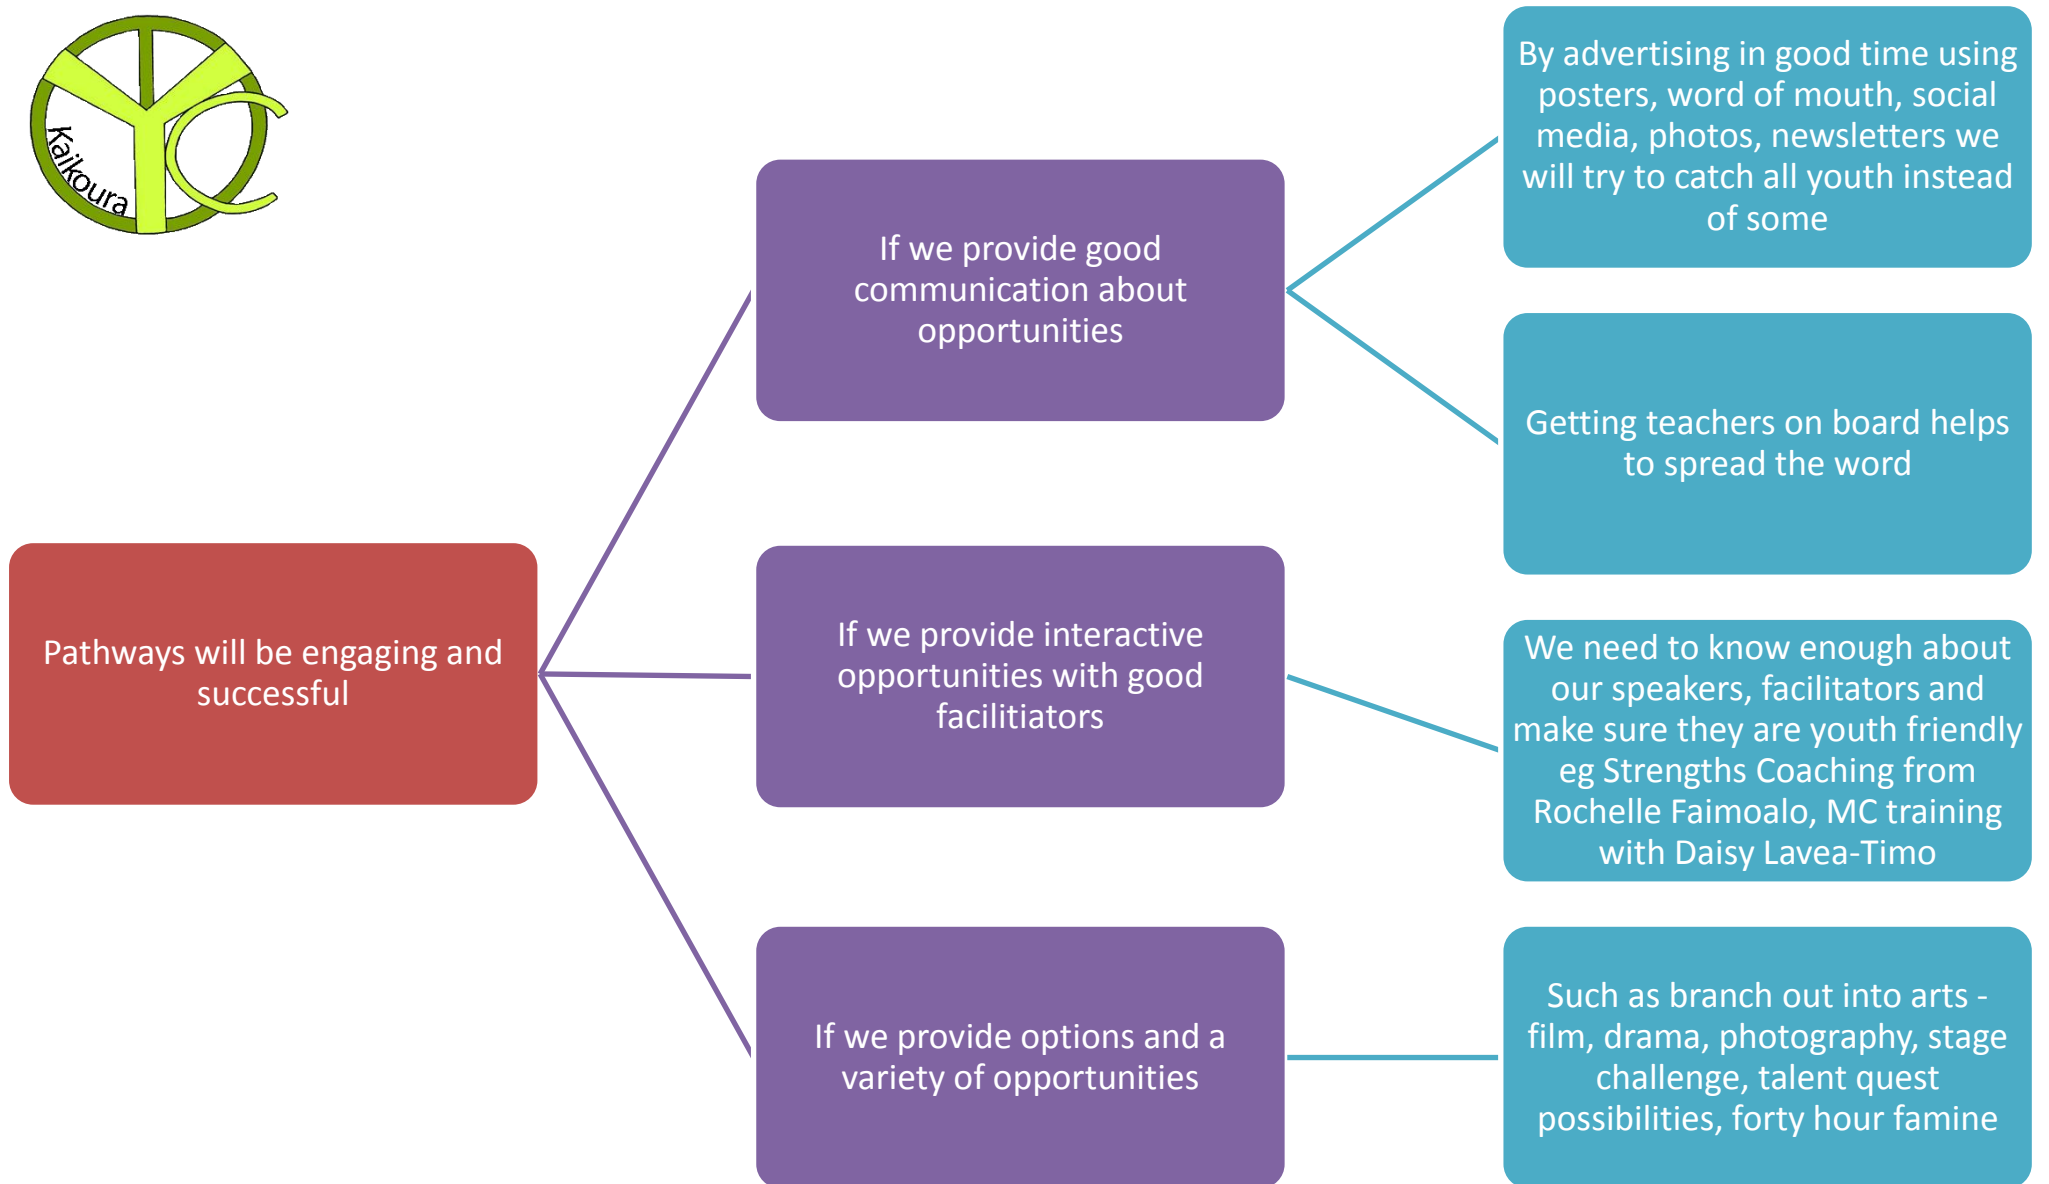 Kaikoura
Pathways will be engaging and
successful
If we provide good
communication about
opportunities
By advertising in good time using
posters, word of mouth, social
media, photos, newsletters we
will try to catch all youth instead
of some
Getting teachers on board helps
to spread the word
If we provide interactive
opportunities with good
facilitiators
We need to know enough about
our speakers, facilitators and
make sure they are youth friendly
eg Strengths Coaching from
Rochelle Faimoalo, MC training
with Daisy Lavea-Timo
If we provide options and a
variety of opportunities
Such as branch out into arts -
film, drama, photography, stage
challenge, talent quest
possibilities, forty hour famine